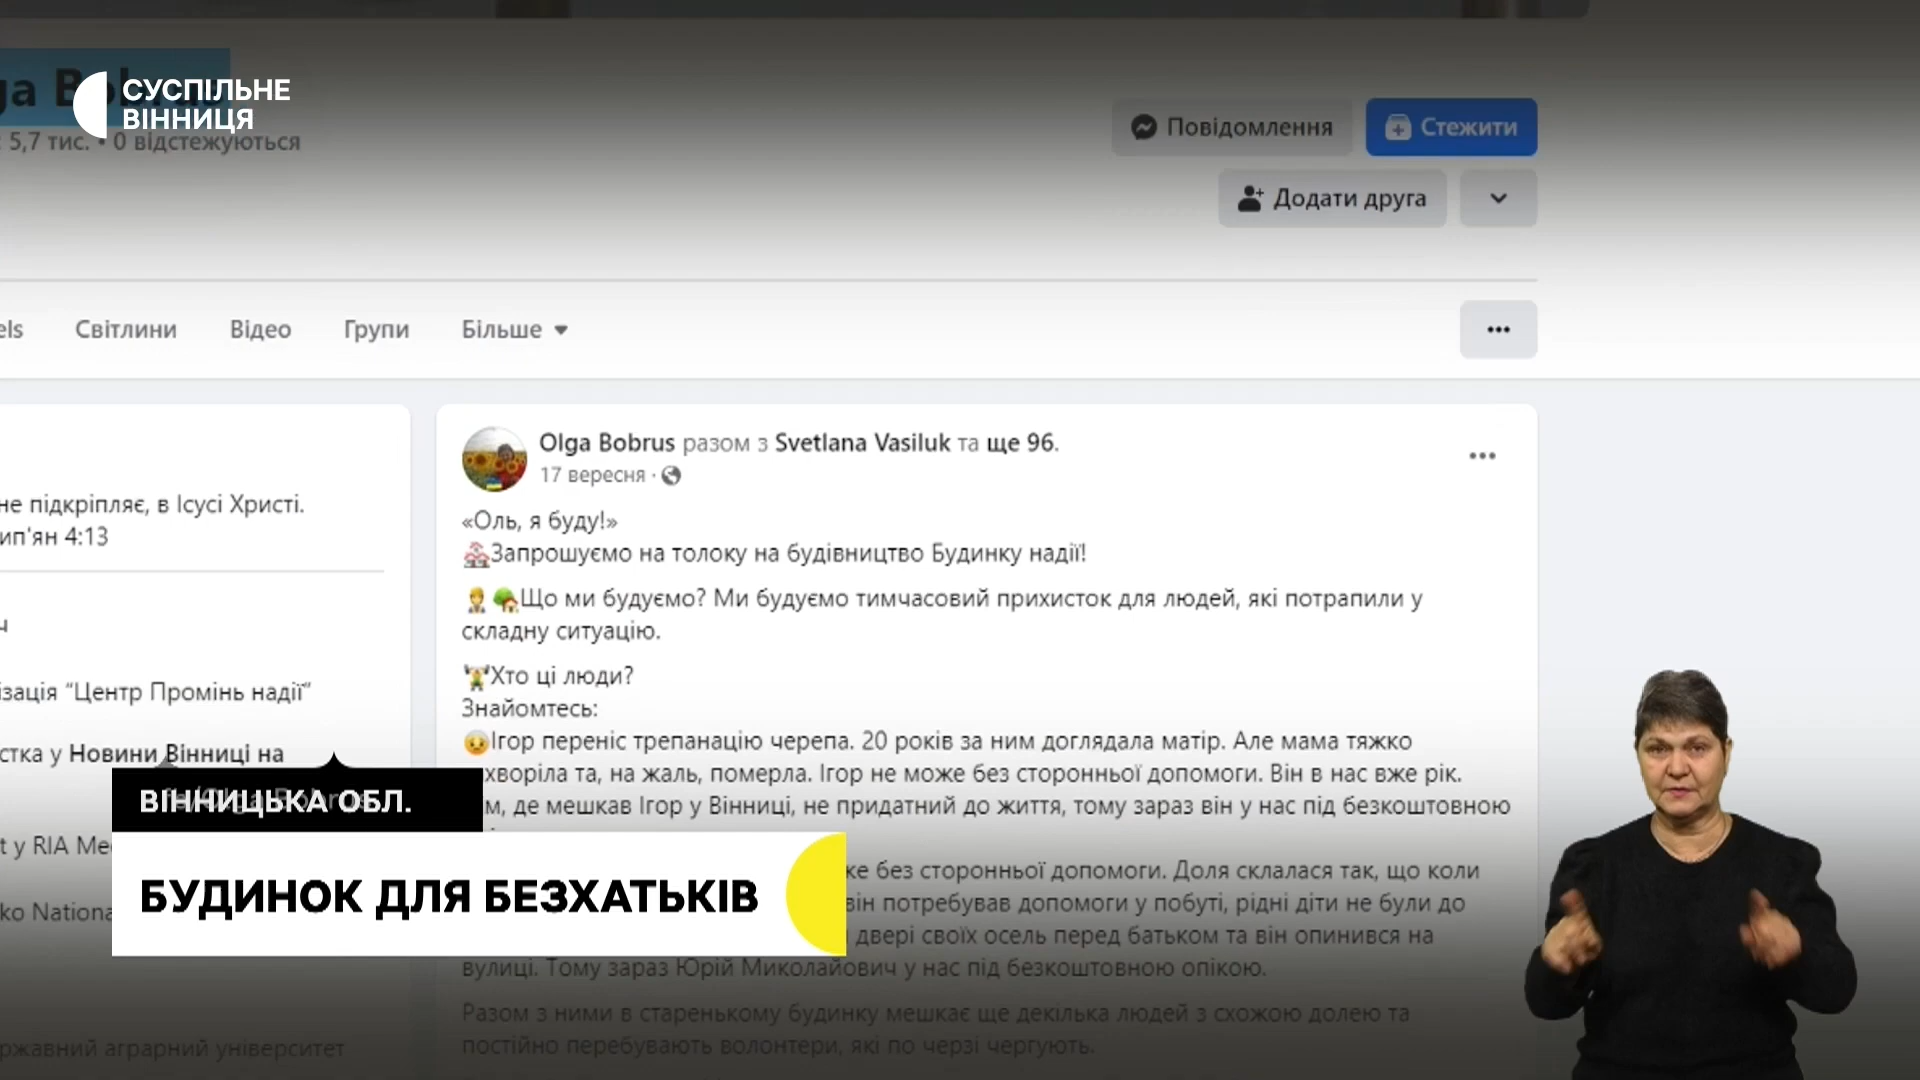 СУСПІЛЬНЕ
ВІННИЦЯ
5,7 тис. • 0 відстежуються
Повідомлення
Стежити
Додати друга
Світлини
Відео
Групи
Більше
Olga Bobrus разом з Svetlana Vasiluk та ще 96.
17 вересня ·
«Оль, я буду!»
Запрошуємо на толоку на будівництво Будинку надії!
Що ми будуємо? Ми будуємо тимчасовий прихисток для людей, які потрапили у
складну ситуацію.
Хто ці люди?
Знайомтесь:
Ігор переніс трепанацію черепа. 20 років за ним доглядала матір. Але мама тяжко
хворіла та, на жаль, померла. Ігор не може без сторонньої допомоги. Він в нас вже рік.
де мешкав Ігор у Вінниці, не придатний до життя, тому зараз він у нас під безкоштовною
без сторонньої допомоги. Доля склалася так, що коли
він потребував допомоги у побуті, рідні діти не були до
двері своїх осель перед батьком та він опинився на
вулиці. Тому зараз Юрій Миколайович у нас під безкоштовною опікою.
Разом з ними в старенькому будинку мешкає ще декілька людей з схожою долею та
постійно перебувають волонтери, які по черзі чергують.
не підкріпляє, в Ісусі Христі.
4:13
“Центр Промінь надії”
у Новини Вінниці на
у RIA
аграрний університет
ВІННИЦЬКА ОБЛ.
БУДИНОК ДЛЯ БЕЗХАТЬКІВ